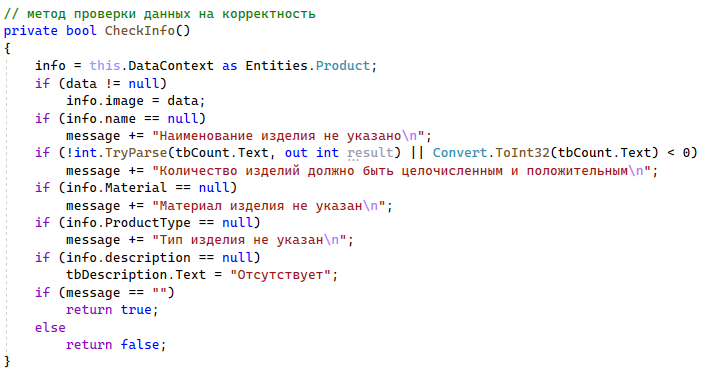 // метод проверки данных на корректность
private bool CheckInfo()
{
    info = this.DataContext as Entities.Product;
    if (data != null)
        info.image = data;
    if (info.name == null)
        message += "Наименование изделия не указано\n";
    if (!int.TryParse(tbCount.Text, out int result) || Convert.ToInt32(tbCount.Text) < 0)
        message += "Количество изделий должно быть целочисленным и положительным\n";
    if (info.Material == null)
        message += "Материал изделия не указан\n";
    if (info.ProductType == null)
        message += "Тип изделия не указан\n";
    if (info.description == null)
        tbDescription.Text = "Отсутствует";
    if (message == "")
        return true;
    else
        return false;
}